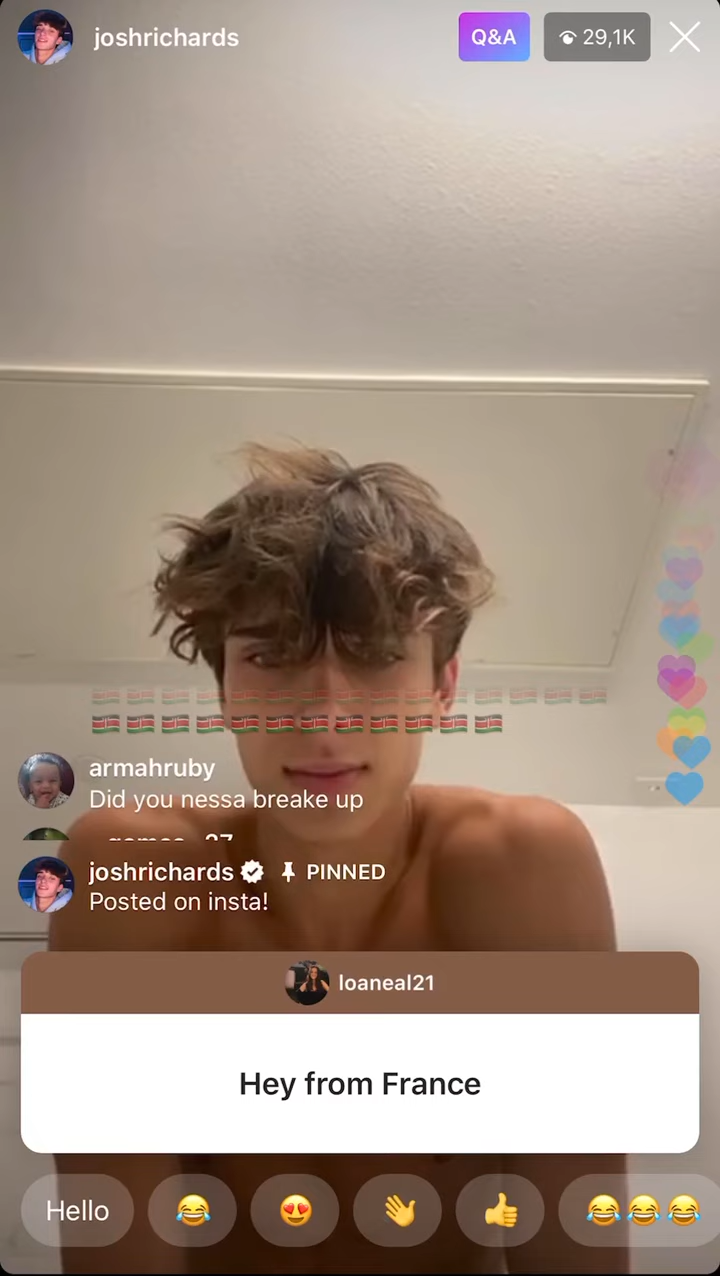 joshrichards
Q&A
29,1K
armahruby
Did you nessa breake up
joshrichards PINNED
Posted on insta!
loaneal21
Hey from France
Hello